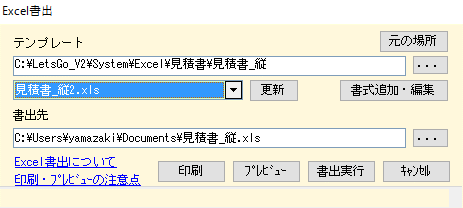 Excel書出
テンプレート
元の場所
C:¥LetsGo_V2¥System¥Excel¥見積書¥見積書_縦
...
見積書_縦2.xls
更新
書式追加・編集
書出先
C:¥Users¥yamazaki¥Documents¥見積書_縦.xls
...
Excel書出について
印刷・ﾌﾟﾚﾋﾞｭｰの注意点
印刷
ﾌﾟﾚﾋﾞｭｰ
書出実行
ｷｬﾝｾﾙ